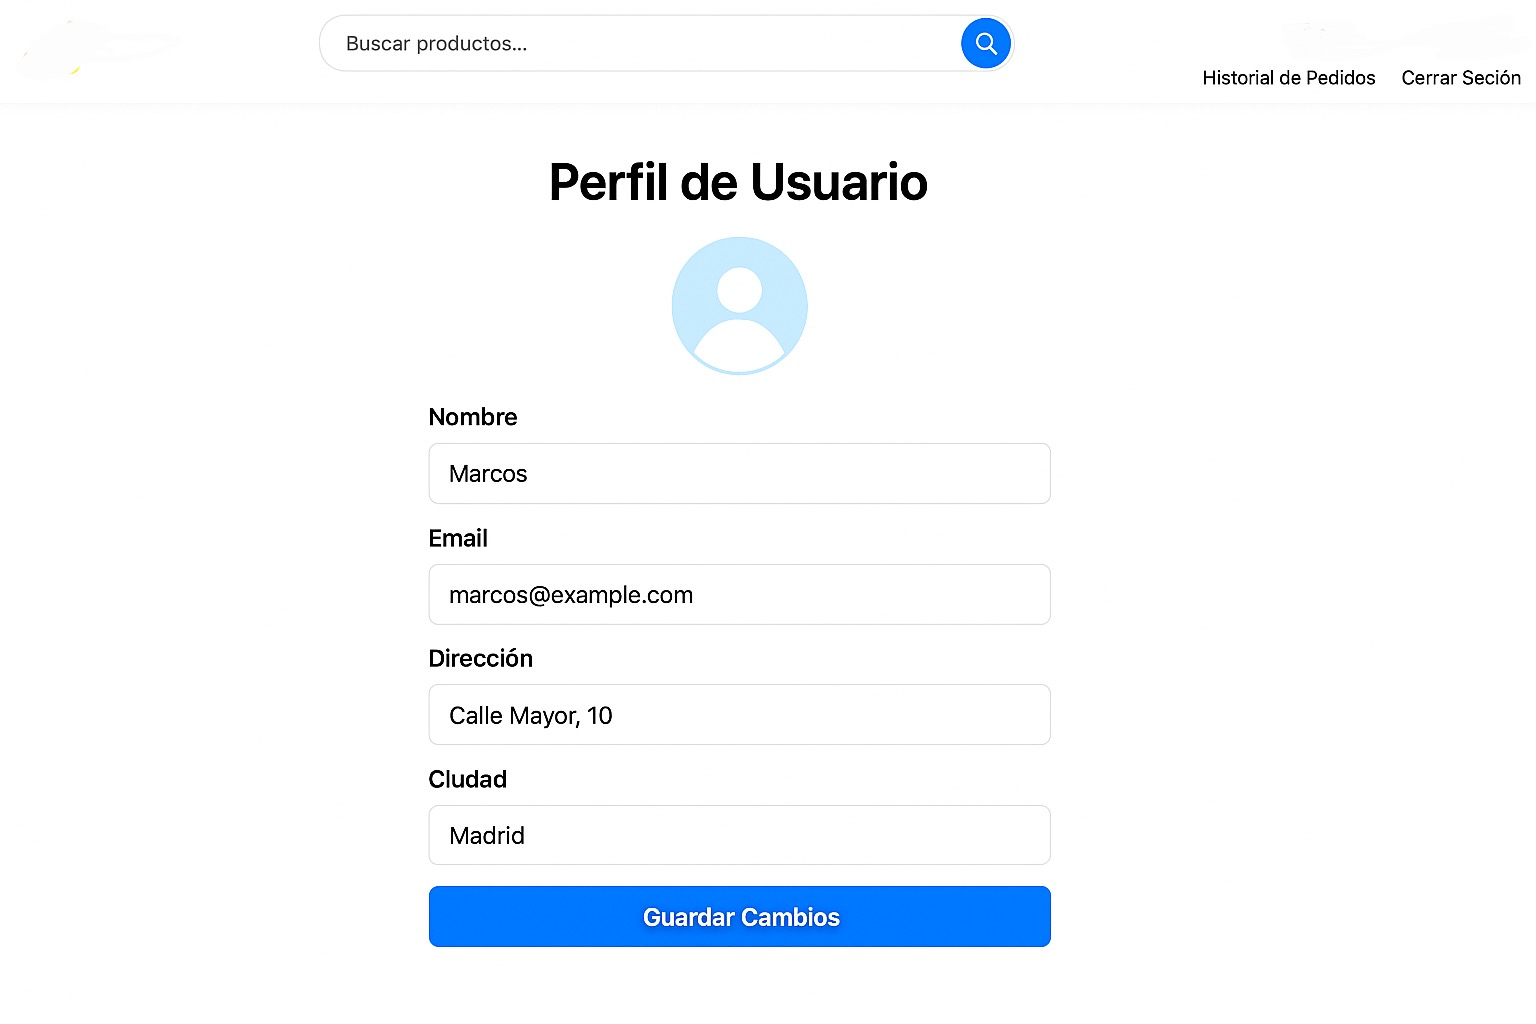 Buscar productos...
Historial de Pedidos Cerrar Seción
Perfil de Usuario
Nombre
Marcos
Email
marcos@example.com
Dirección
Calle Mayor, 10
Cludad
Madrid
Guardar Cambios